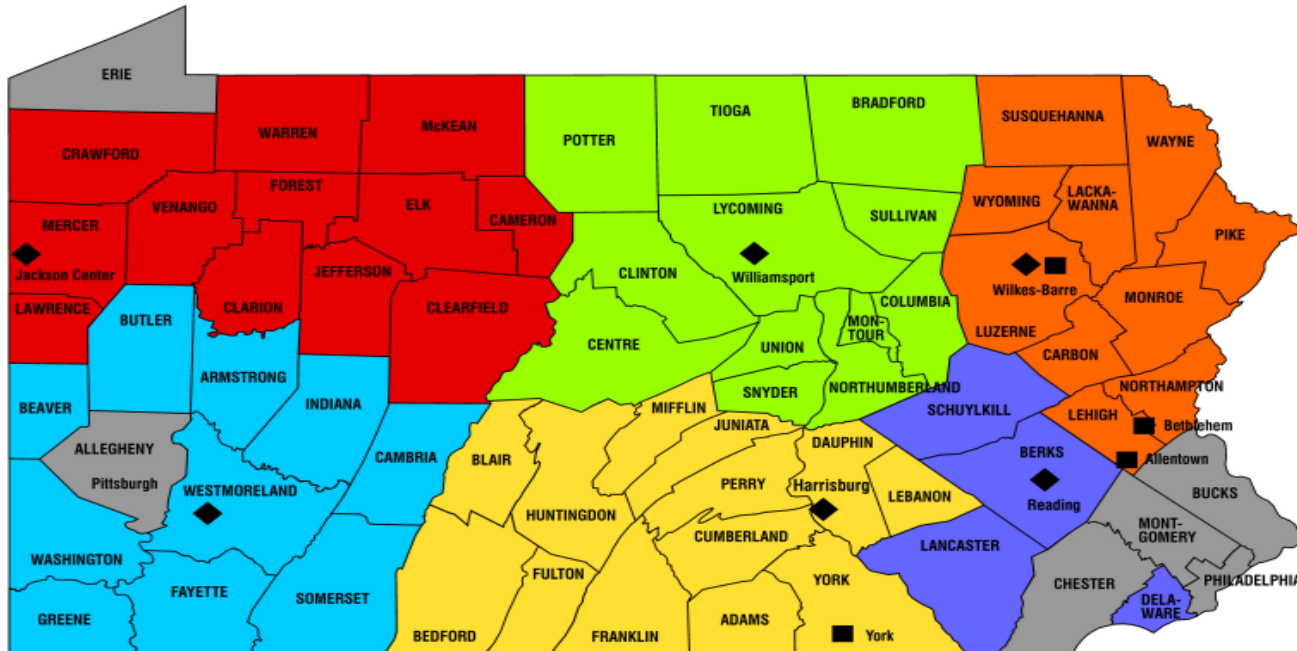 ERIE
CRAWFORD
WARREN
McKEAN
POTTER
TIOGA
BRADFORD
SUSQUEHANNA
WAYNE
MERCER
VENANGO
FOREST
ELK
CAMERON
LYCOMING
SULLIVAN
WYOMING
LACKA-
WANNA
PIKE
Jackson Center
JEFFERSON
CLINTON
Williamsport
Wilkes-Barre
LAWRENCE
CLARION
CLEARFIELD
COLUMBIA
MONROE
BUTLER
CENTRE
UNION
MON-
TOUR
LUZERNE
CARBON
ARMSTRONG
SNYDER
NORTHUMBERLAND
NORTHAMPTON
BEAVER
INDIANA
MIFFLIN
SCHUYLKILL
LEHIGH
Bethlehem
JUNIATA
DAUPHIN
ALLEGHENY
CAMBRIA
BLAIR
BERKS
Allentown
Pittsburgh
WESTMORELAND
PERRY
Harrisburg
LEBANON
BUCKS
HUNTINGDON
Reading
CUMBERLAND
MONT-
GOMERY
WASHINGTON
LANCASTER
FULTON
YORK
CHESTER
PHILADELPHIA
FAYETTE
SOMERSET
DELA-
WARE
GREENE
BEDFORD
FRANKLIN
ADAMS
York